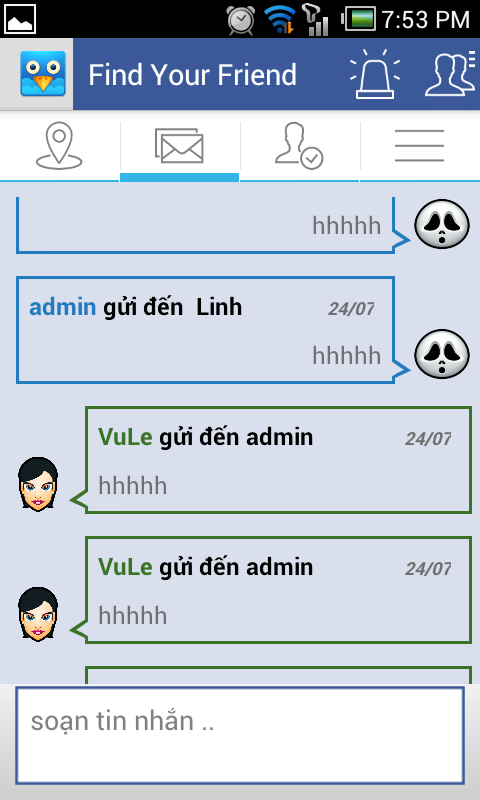 7:53 PM
Find Your Friend
hhhhh
admin gửi đến Linh 24/07
hhhhh
VuLe gửi đến admin 24/07
hhhhh
VuLe gửi đến admin 24/07
hhhhh
soạn tin nhắn ..